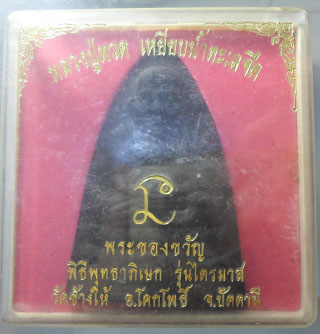 หลวงปู่ทวด เหยียบน้ำทะเลจืด
พระของขวัญ
พิธีพุทธาภิเษก รุ่นไตรมาส
วัดช้างให้ อ.โคกโพธิ์ จ.ปัตตานี